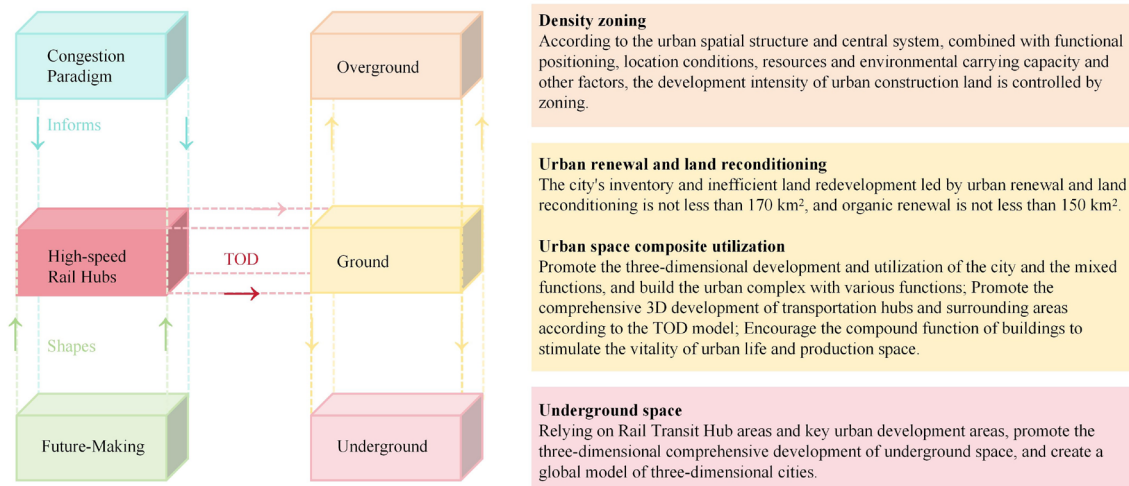 Congestion
Paradigm
Informs
High-speed
Rail Hubs
TOD
Shapes
Future-Making
Overground
Ground
Underground
Density zoning
According to the urban spatial structure and central system, combined with functional
positioning, location conditions, resources and environmental carrying capacity and
other factors, the development intensity of urban construction land is controlled by
zoning.
Urban renewal and land reconditioning
The city's inventory and inefficient land redevelopment led by urban renewal and land
reconditioning is not less than 170 km², and organic renewal is not less than 150 km².
Urban space composite utilization
Promote the three-dimensional development and utilization of the city and the mixed
functions, and build the urban complex with various functions; Promote the
comprehensive 3D development of transportation hubs and surrounding areas
according to the TOD model; Encourage the compound function of buildings to
stimulate the vitality of urban life and production space.
Underground space
Relying on Rail Transit Hub areas and key urban development areas, promote the
three-dimensional comprehensive development of underground space, and create a
global model of three-dimensional cities.